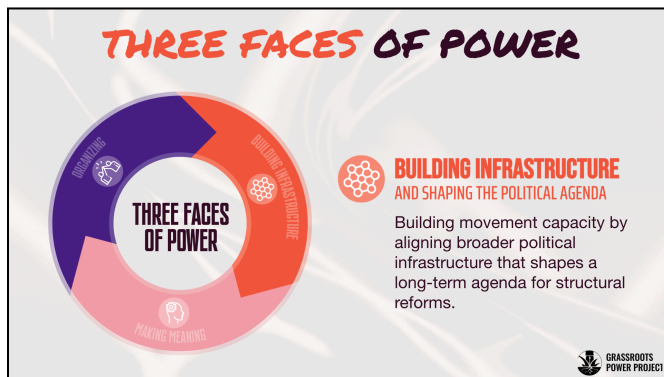 THREE FACES OF POWER
ORGANIZING
BUILDING INFRASTRUCTURE
THREE FACES
OF POWER
MAKING MEANING
BUILDING INFRASTRUCTURE
AND SHAPING THE POLITICAL AGENDA
Building movement capacity by
aligning broader political
infrastructure that shapes a
long-term agenda for structural
reforms.
GRASSROOTS
POWER PROJECT